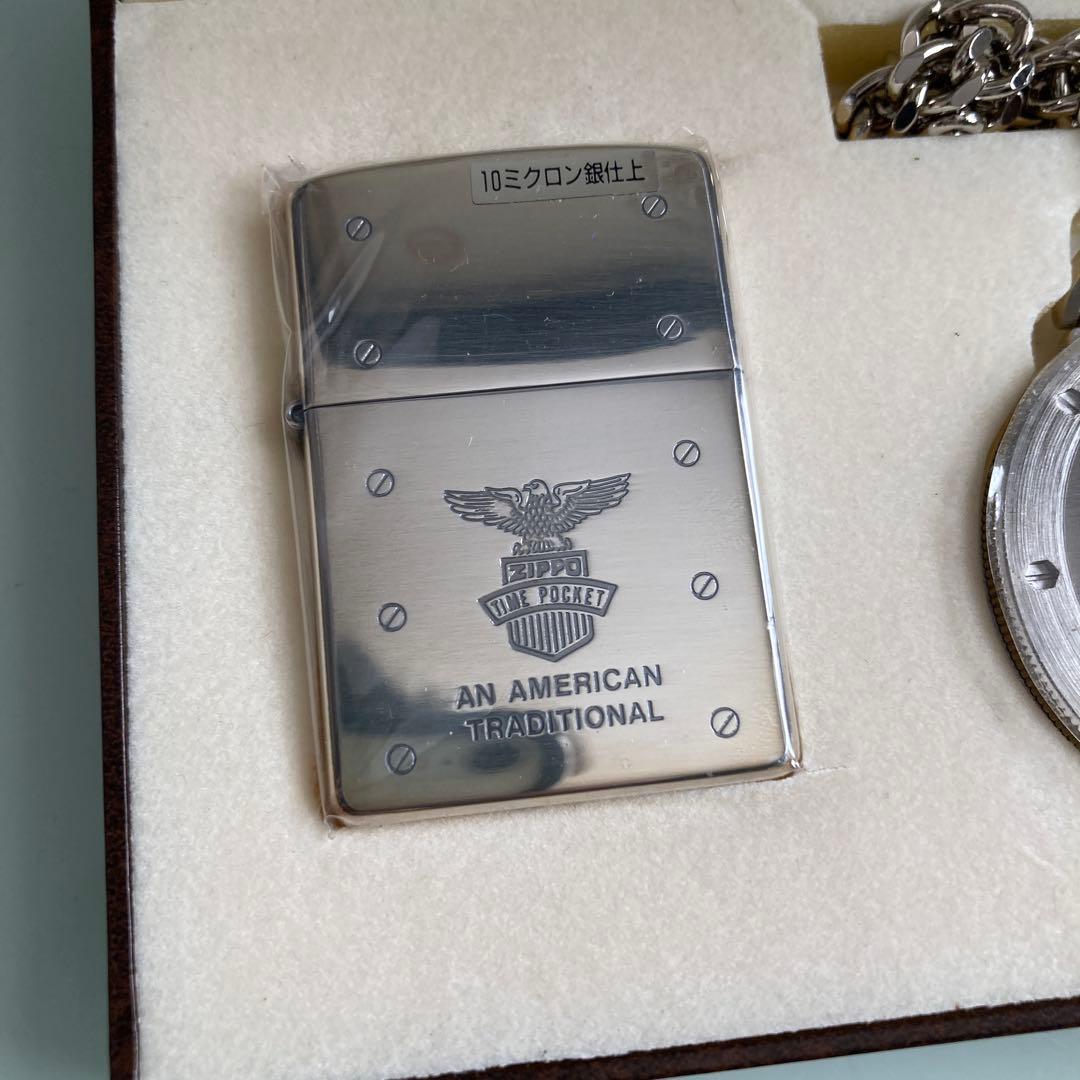 10ミクロン銀仕上
ZIPPO
TIME POCKET
AN AMERICAN
TRADITIONAL